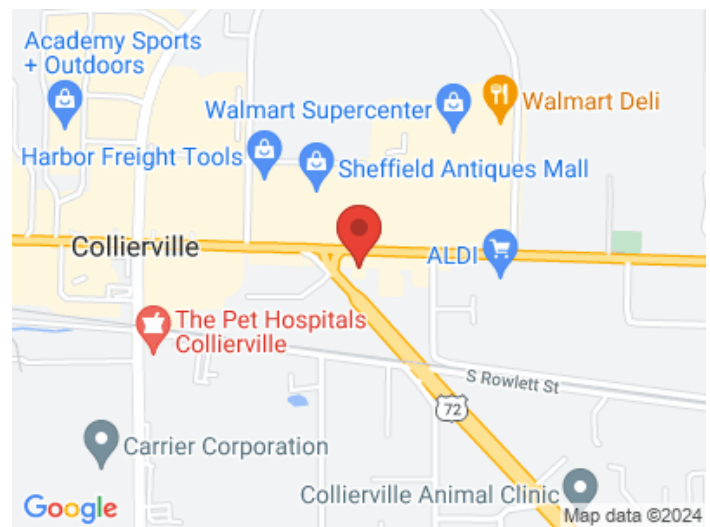 Academy Sports
+ Outdoors
Walmart Supercenter
Walmart Deli
Harbor Freight Tools
Sheffield Antiques Mall
Collierville
ALDI
The Pet Hospitals
Collierville
S Rowlett St
72
Carrier Corporation
Collierville Animal Clinic
Google
Map data ©2024